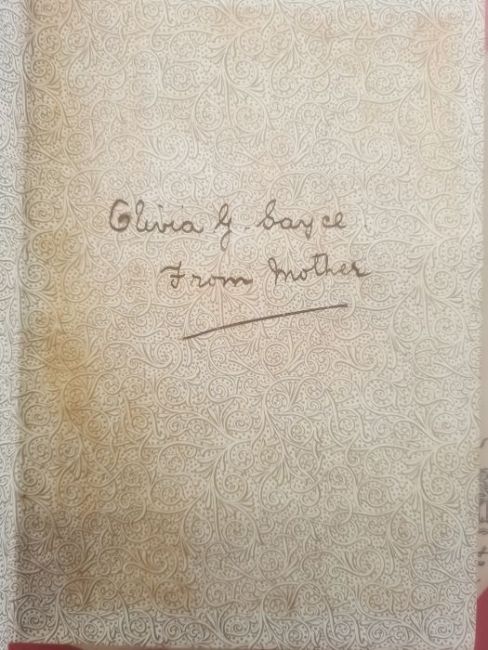 Olivia G. Sayce
From Mother